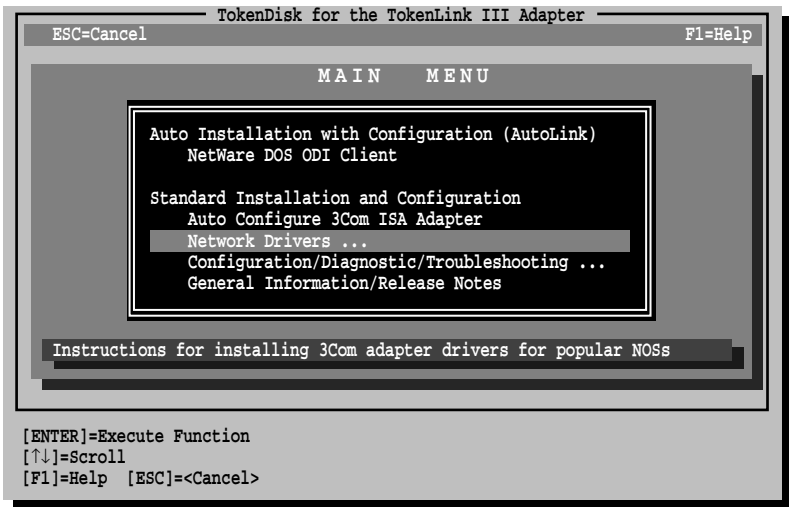 TokenDisk for the TokenLink III Adapter
ESC=Cancel F1=Help
MAIN MENU
Auto Installation with Configuration (AutoLink)
NetWare DOS ODI Client
Standard Installation and Configuration
Auto Configure 3Com ISA Adapter
Network Drivers ...
Configuration/Diagnostic/Troubleshooting ...
General Information/Release Notes
Instructions for installing 3Com adapter drivers for popular NOSs
[ENTER]=Execute Function
[↑↓]=Scroll
[F1]=Help [ESC]=<Cancel>